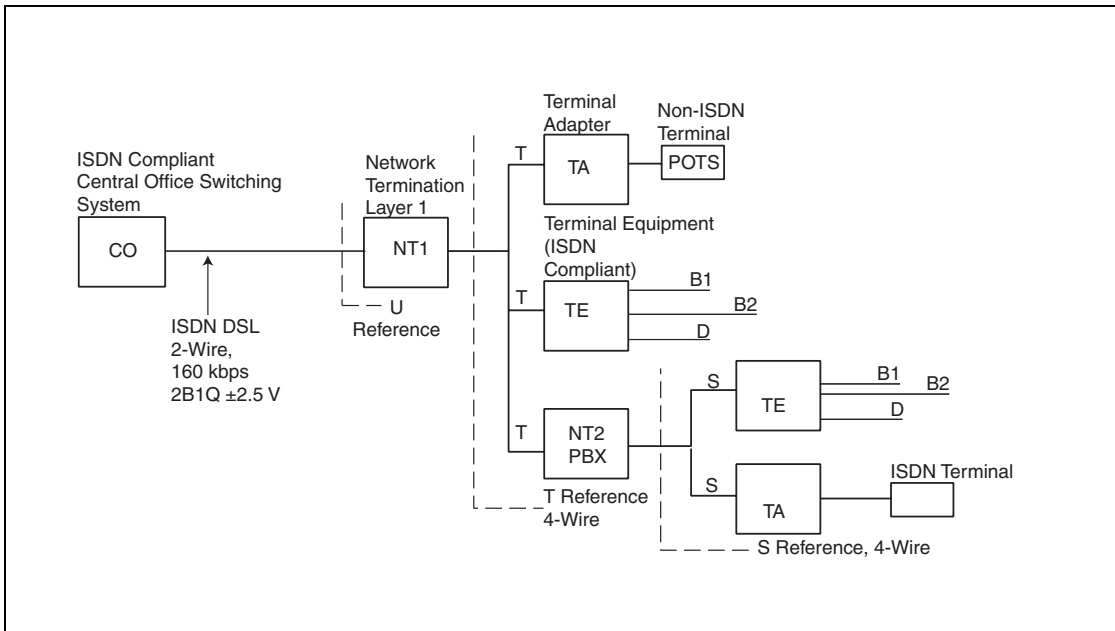 ISDN Compliant
Central Office Switching
System
CO
ISDN DSL
2-Wire,
160 kbps
2B1Q ±2.5 V
Network
Termination
Layer 1
NT1
U
Reference
Terminal
Adapter
T
TA
Non-ISDN
Terminal
POTS
Terminal Equipment
(ISDN
Compliant)
T
TE
B1
B2
D
T
NT2
PBX
T Reference
4-Wire
S
TE
B1
B2
D
S
TA
ISDN Terminal
S Reference, 4-Wire